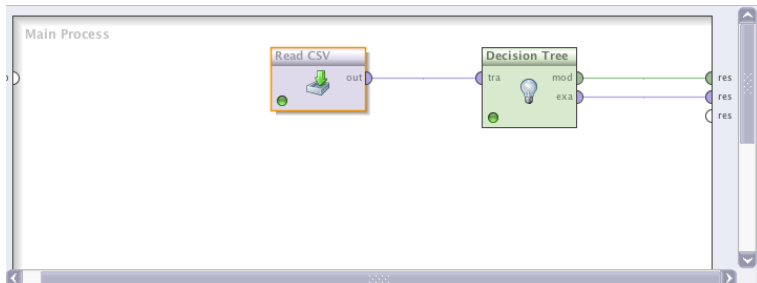 Main Process
Read CSV
out
Decision Tree
tra
mod
exa
res
res
res